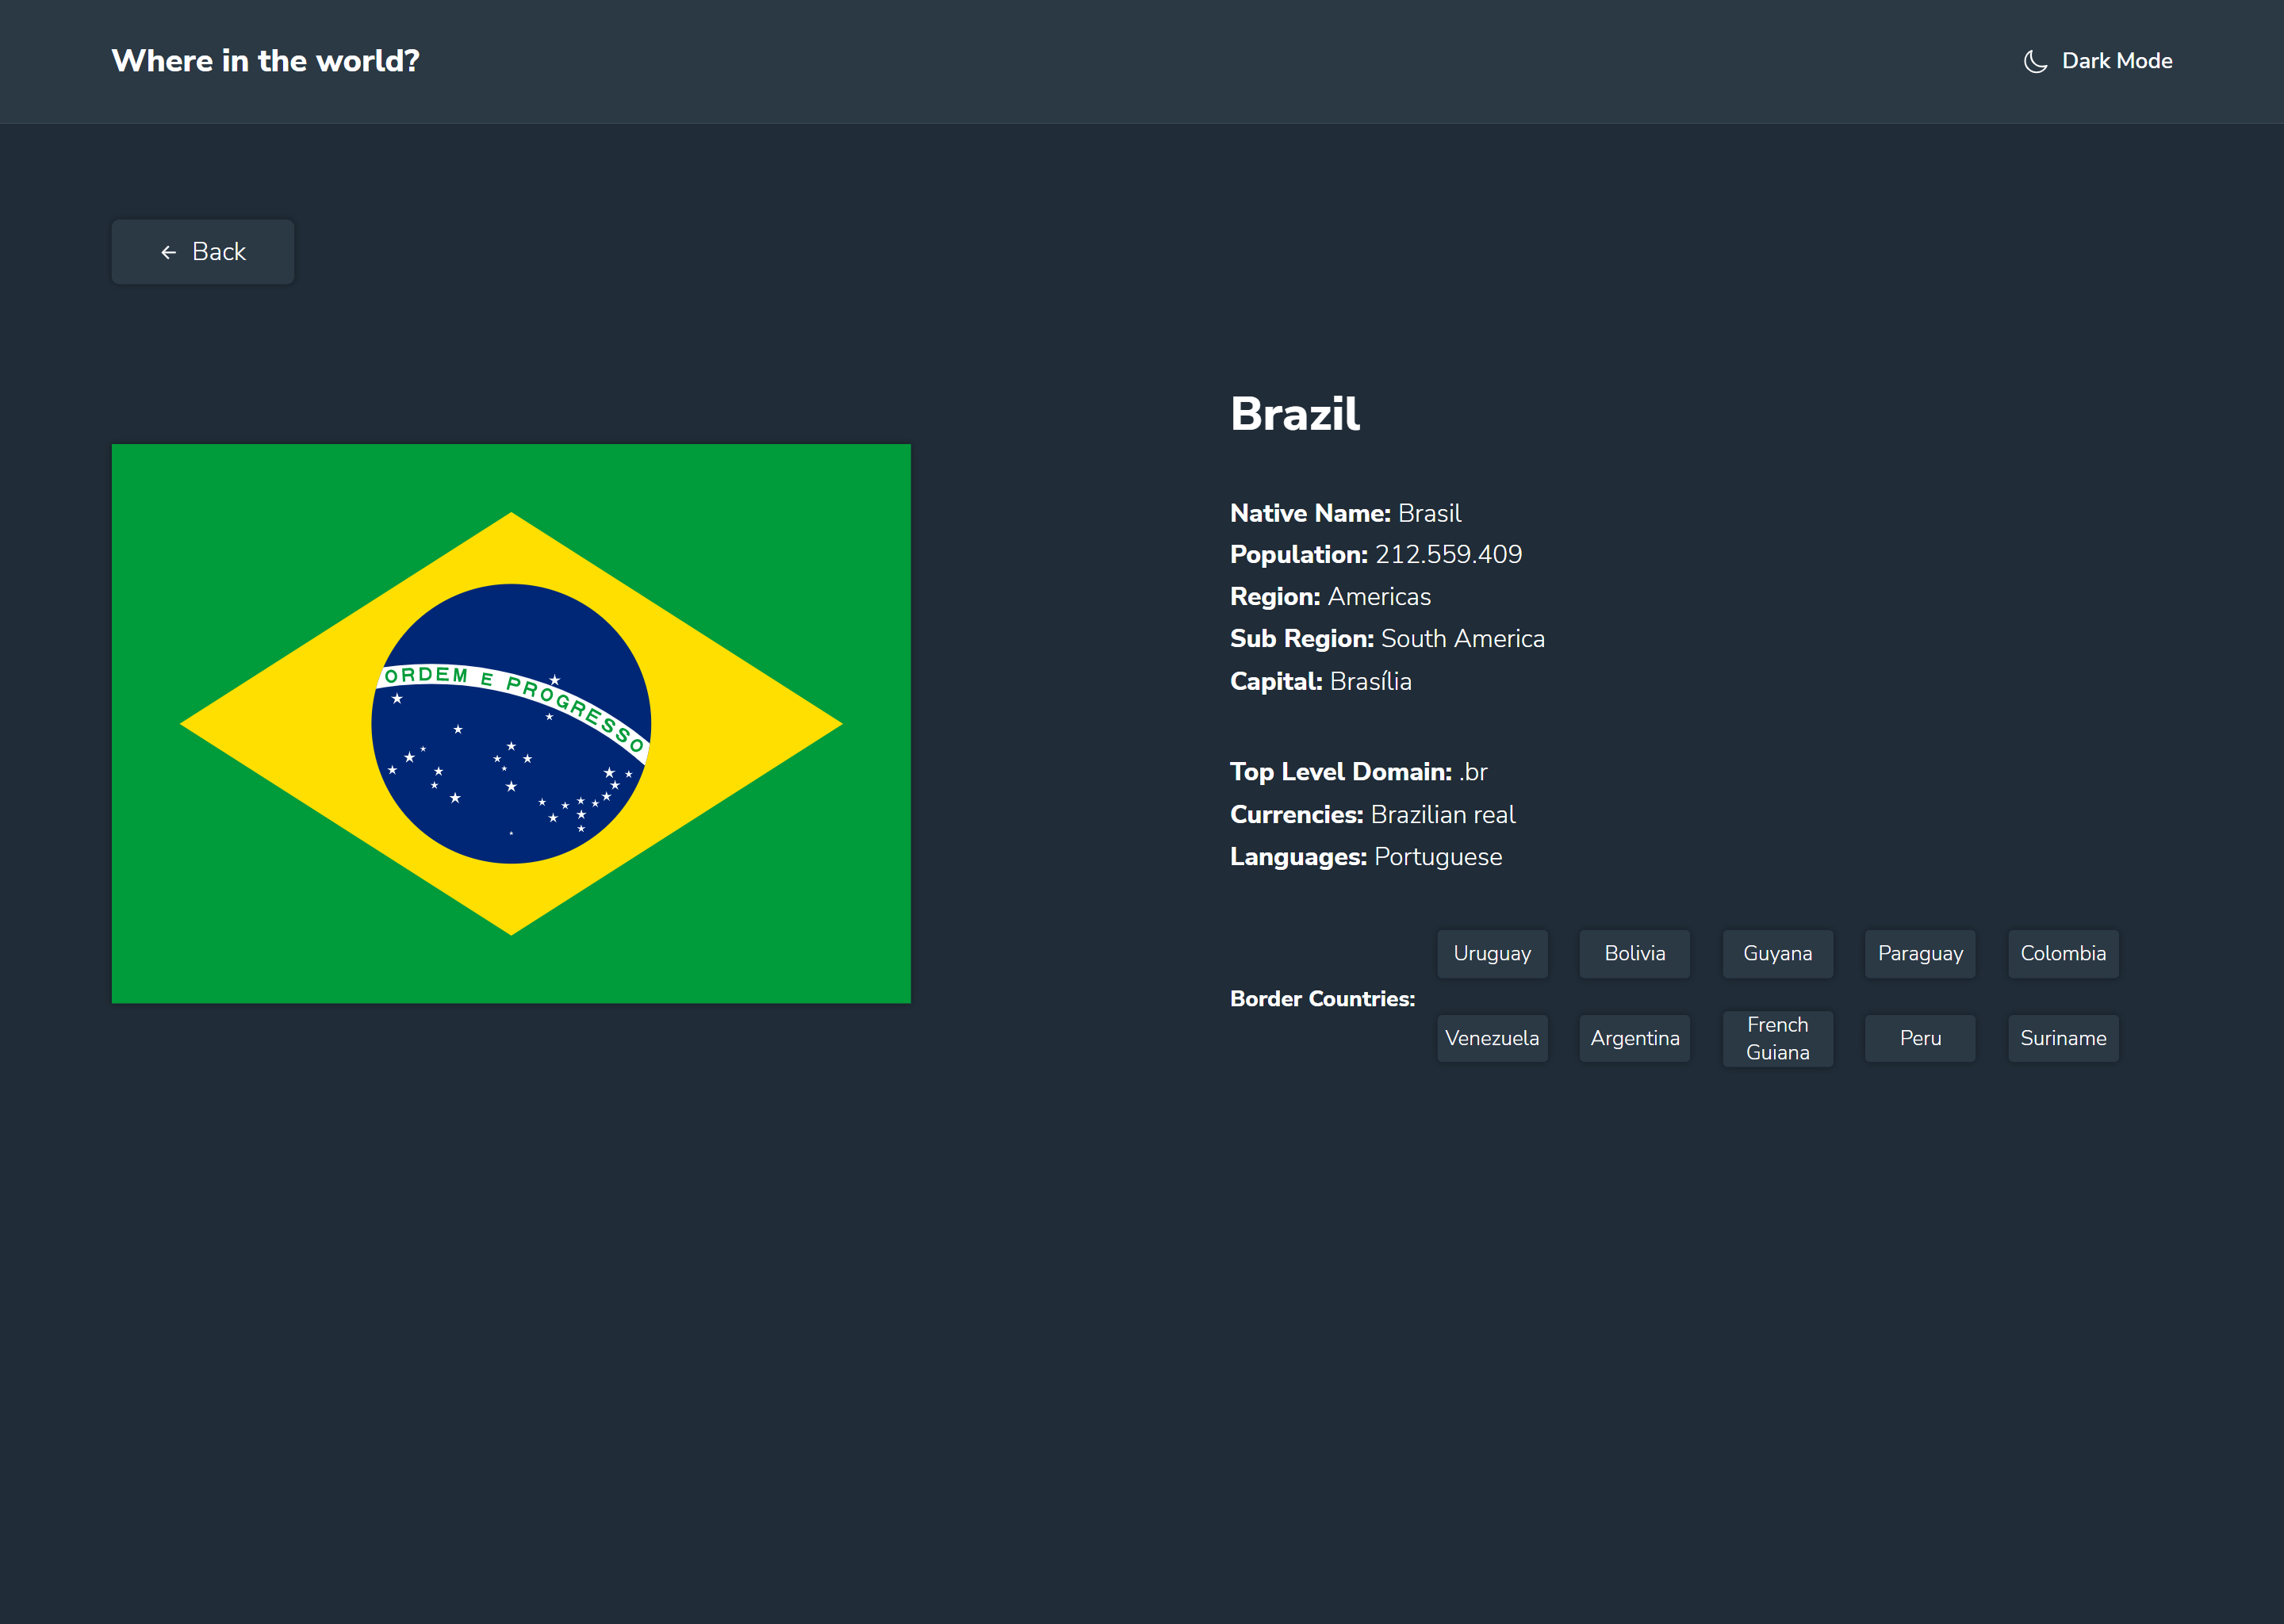 Where in the world?
Dark Mode
Back
Brazil
Native Name: Brasil
Population: 212.559.409
Region: Americas
Sub Region: South America
Capital: Brasília
ORDEM E PROGRESSO
Top Level Domain: .br
Currencies: Brazilian real
Languages: Portuguese
Border Countries:
Uruguay
Bolivia
Guyana
Paraguay
Colombia
Venezuela
Argentina
French
Guiana
Peru
Suriname